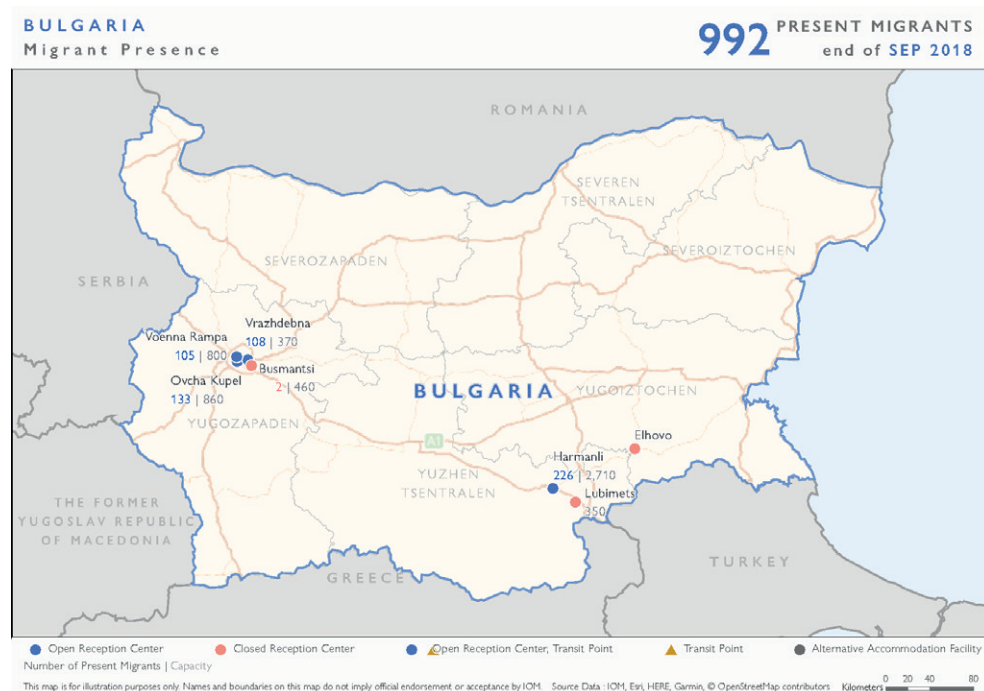 BULGARIA
Migrant Presence
992 PRESENT MIGRANTS
end of SEP 2018
ROMANIA
SEVEREN
TSENTRALEN
SEVEROIZTOCHEN
SEVEROZAPADEN
SERBIA
Vrazhdebna
108 | 370
Voenna Rampa
105 | 800
Busmantsi
2 | 460
Ovcha Kupel
133 | 860
BULGARIA
YUGOIZTOCHEN
YUGOZAPADEN
A1
Elhovo
Harmanli
226 | 2,710
YUZHEN
TSENTRALEN
Lubimets
350
THE FORMER
YUGOSLAV REPUBLIC
OF MACEDONIA
TURKEY
GREECE
Open Reception Center
Closed Reception Center
Open Reception Center, Transit Point
Transit Point
Alternative Accommodation Facility
Number of Present Migrants | Capacity
This map is for illustration purposes only. Names and boundaries on this map do not imply official endorsement or acceptance by IOM. Source Data : IOM, Esri, HERE, Garmin, © OpenStreetMap contributors
Kilometers 0 20 40 80